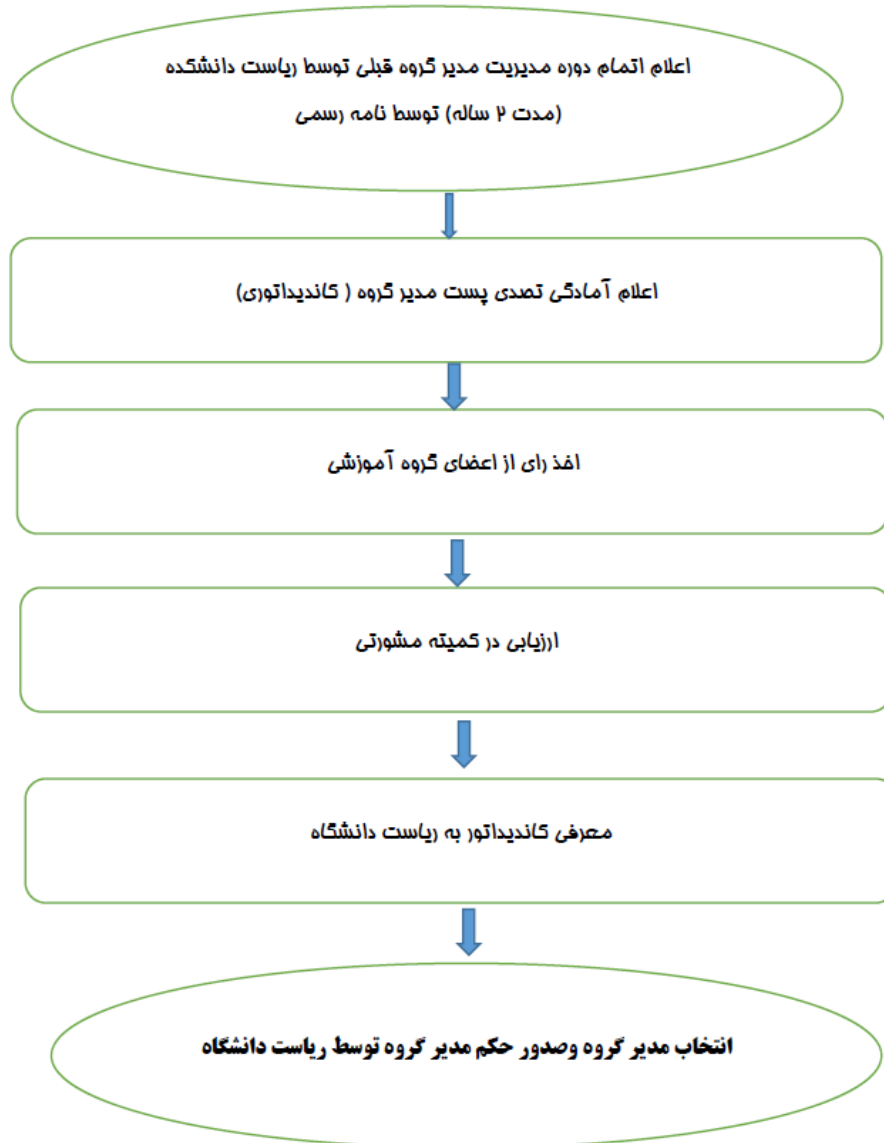 اعلام اتمام دوره مدیریت مدیر گروه قبلی توسط ریاست دانشکده
(مدت ۲ ساله) توسط نامه رسمی
اعلام آمادگی تصدی پست مدیر گروه ( کاندیداتوری)
اخذ رای از اعضای گروه آموزشی
ارزیابی در کمیته مشورتی
معرفی کاندیداتور به ریاست دانشگاه
انتخاب مدیر گروه وصدور حکم مدیر گروه توسط ریاست دانشگاه